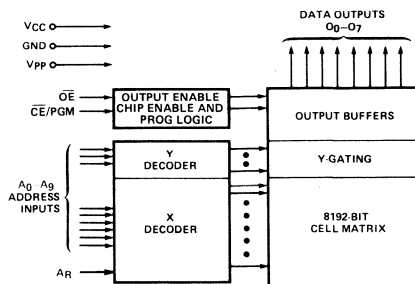 DATA OUTPUTS
O0–O7
VCC
GND
VPP
OE
CE/PGM
OUTPUT ENABLE
CHIP ENABLE AND
PROG LOGIC
OUTPUT BUFFERS
Y
DECODER
Y-GATING
A0–A9
ADDRESS
INPUTS
X
DECODER
8192-BIT
CELL MATRIX
AR